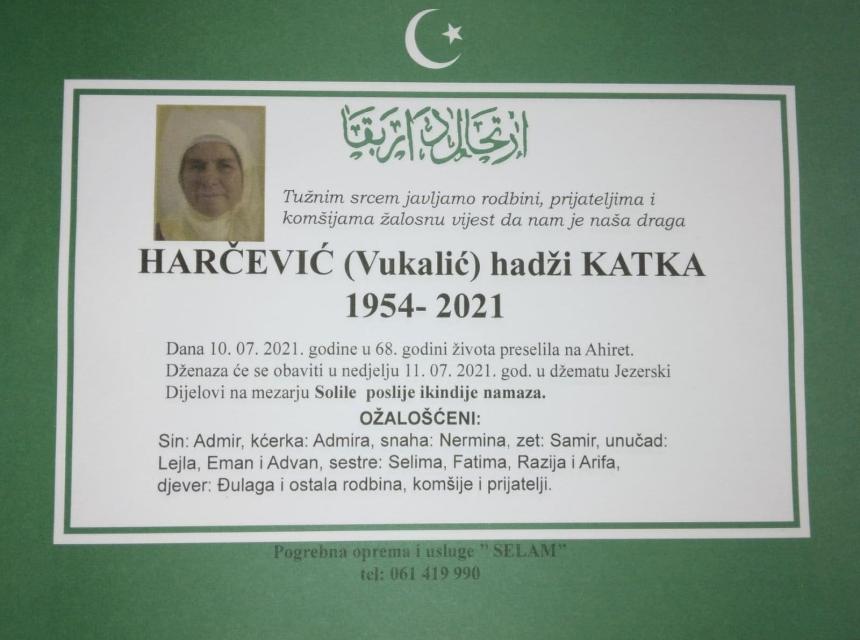 ارتحال دار بقا
Tužnim srcem javljamo rodbini, prijateljima i
komšijama žalosnu vijest da nam je naša draga
HARČEVIĆ (Vukalić) hadži KATKA
1954- 2021
Dana 10. 07. 2021. godine u 68. godini života preselila na Ahiret.
Dženaza će se obaviti u nedjelju 11. 07. 2021. god. u džematu Jezerski
Dijelovi na mezarju Solile poslije ikindije namaza.
OŽALOŠĆENI:
Sin: Admir, kćerka: Admira, snaha: Nermina, zet: Samir, unučad:
Lejla, Eman i Advan, sestre: Selima, Fatima, Razija i Arifa,
djever: Đulaga i ostala rodbina, komšije i prijatelji.
Pogrebna oprema i usluge " SELAM"
tel: 061 419 990